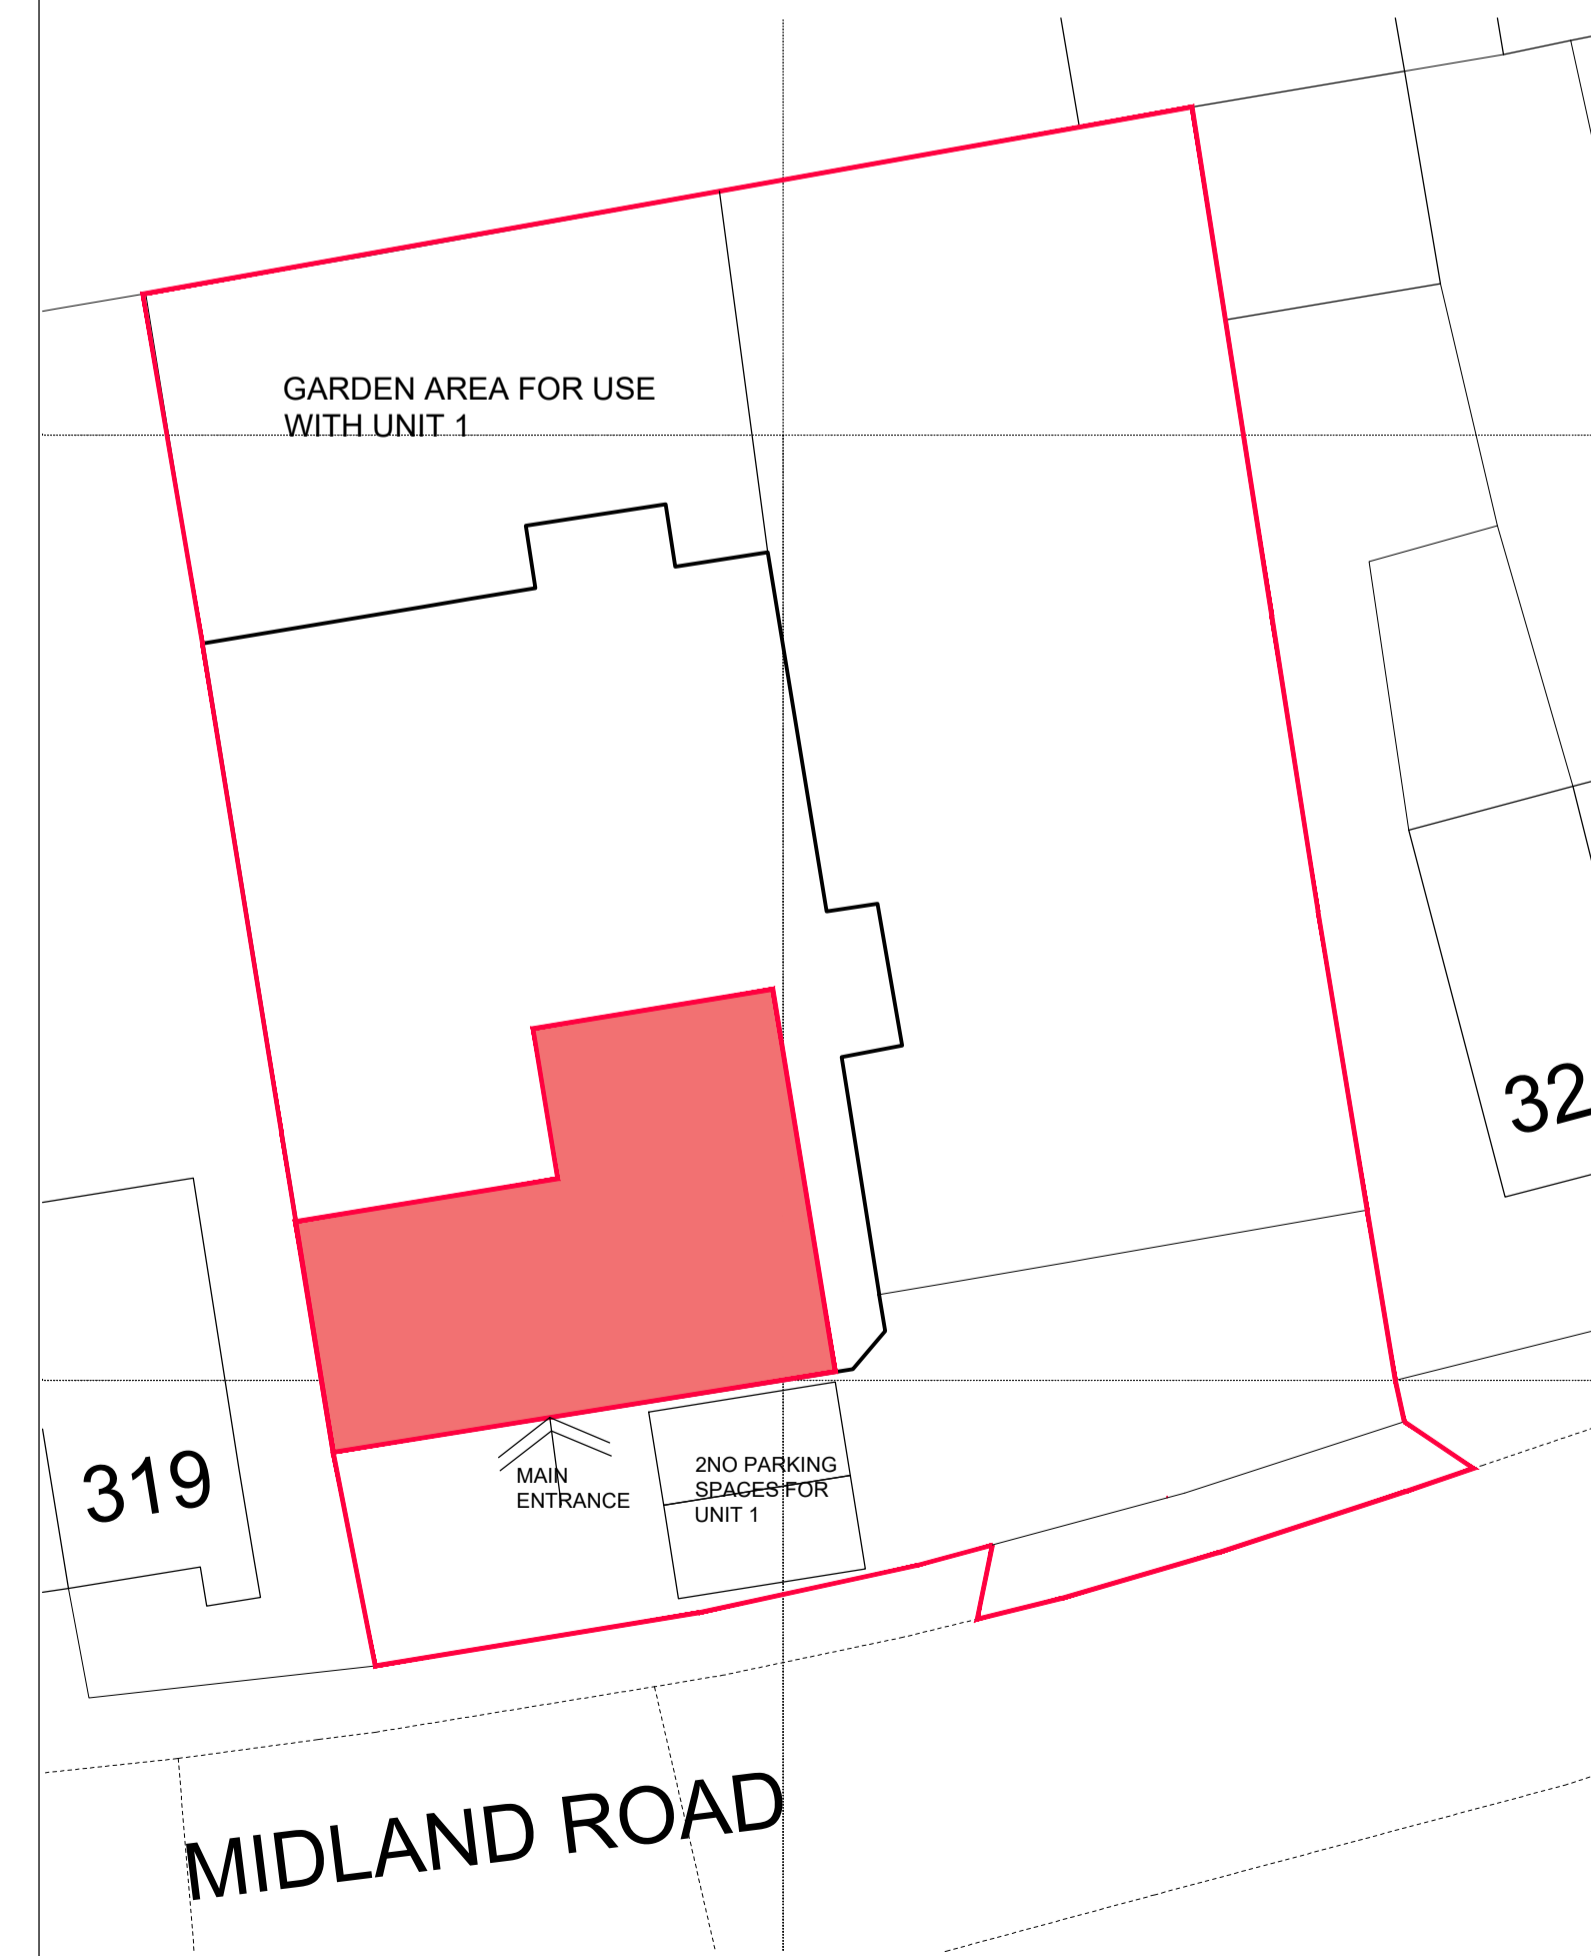 GARDEN AREA FOR USE
WITH UNIT 1
32
319
MAIN
ENTRANCE
2NO PARKING
SPACES FOR
UNIT 1
MIDLAND ROAD